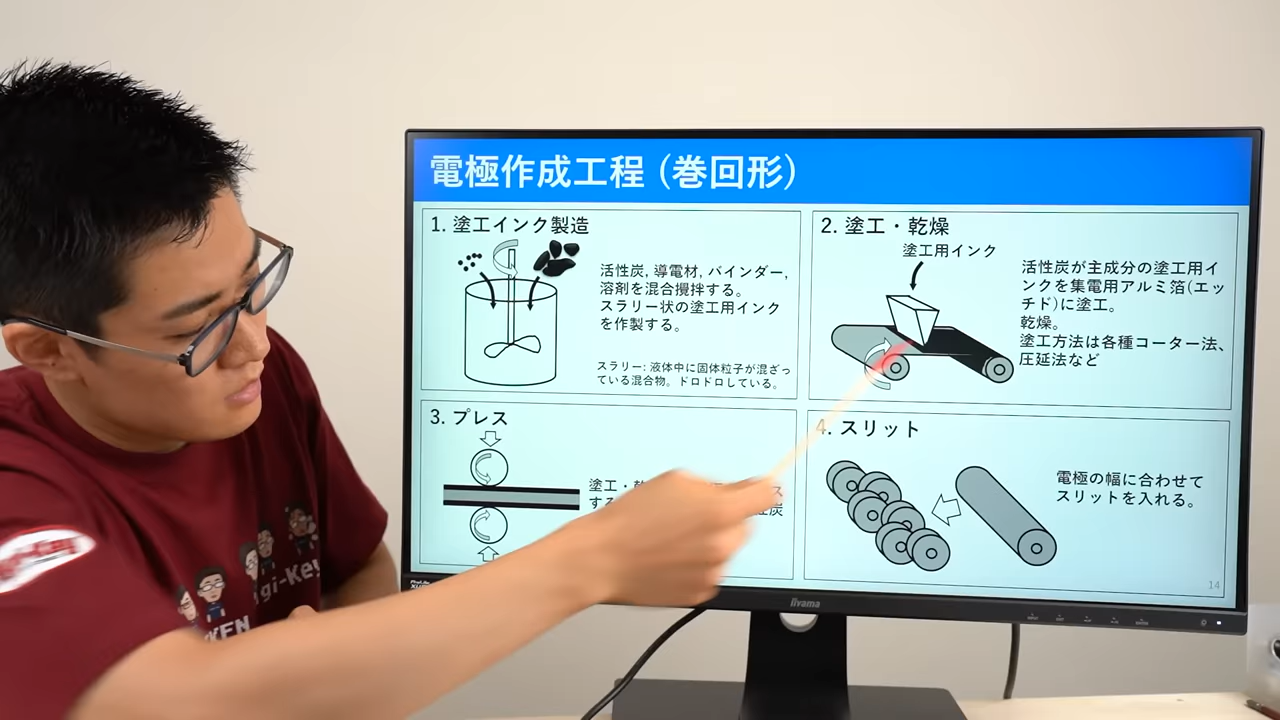 電極作成工程（巻回形）
1. 塗工インク製造
活性炭, 導電材, バインダー,
溶剤を混合攪拌する。
スラリー状の塗工用インク
を作製する。
スラリー: 液体中に固体粒子が混ざっ
ている混合物。ドロドロしている。
2. 塗工・乾燥
塗工用インク
活性炭が主成分の塗工用イ
ンクを集電用アルミ箔(エッ
チド)に塗工。
乾燥。
塗工方法は各種コーター法、
圧延法など
3. プレス
塗工・
ス
す
炭
4. スリット
電極の幅に合わせて
スリットを入れる。
14
iiyama
gi-Key
KEN